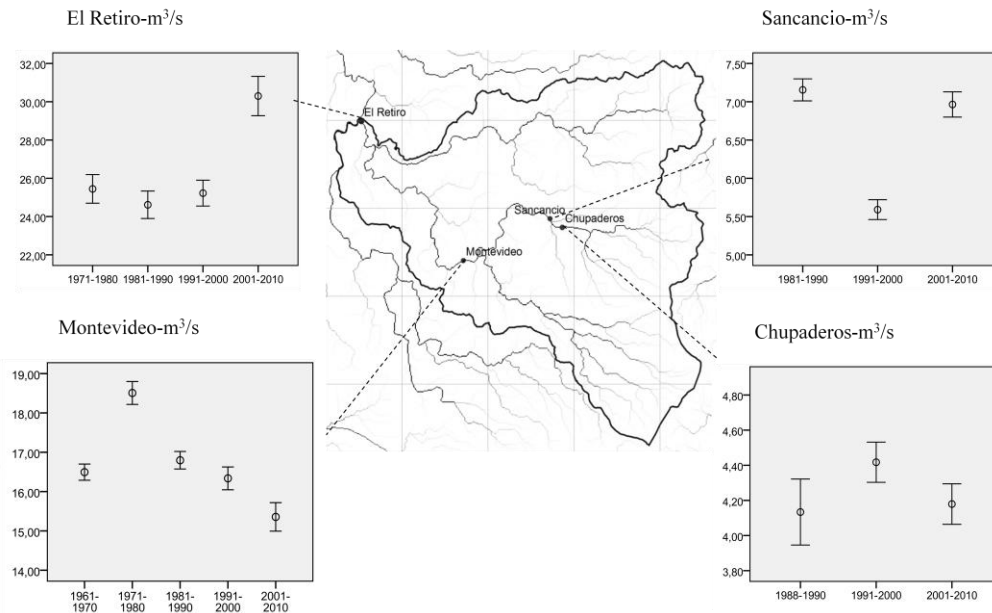 El Retiro-m³/s
32,00
30,00
28,00
26,00
24,00
22,00
1971-1980 1981-1990 1991-2000 2001-2010
El Retiro
Sancancio
Chupaderos
Montevideo
Sancancio-m³/s
7,50
7,00
6,50
6,00
5,50
5,00
1981-1990 1991-2000 2001-2010
Montevideo-m³/s
19,00
18,00
17,00
16,00
15,00
14,00
1961- 1971- 1981- 1991- 2001-
1970 1980 1990 2000 2010
Chupaderos-m³/s
4,80
4,60
4,40
4,20
4,00
3,80
1988-1990 1991-2000 2001-2010